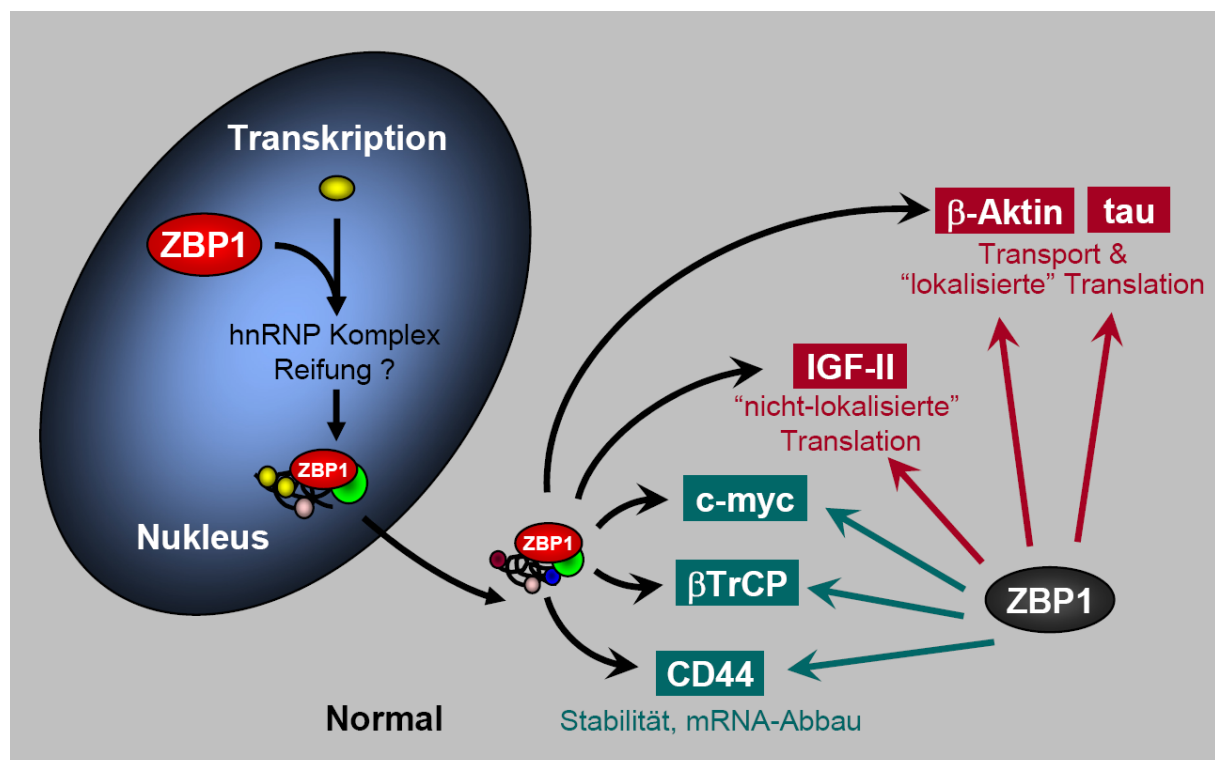 Transkription
ZBP1
hnRNP Komplex
Reifung ?
ZBP1
Nukleus
ZBP1
β-Aktin
tau
Transport &
“lokalisierte” Translation
IGF-II
“nicht-lokalisierte”
Translation
c-myc
βTrCP
CD44
Stabilität, mRNA-Abbau
ZBP1
Normal